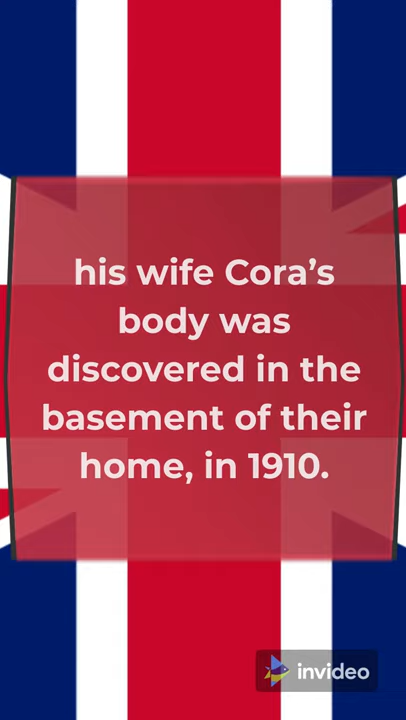 his wife Cora’s
body was
discovered in the
basement of their
home, in 1910.
invideo